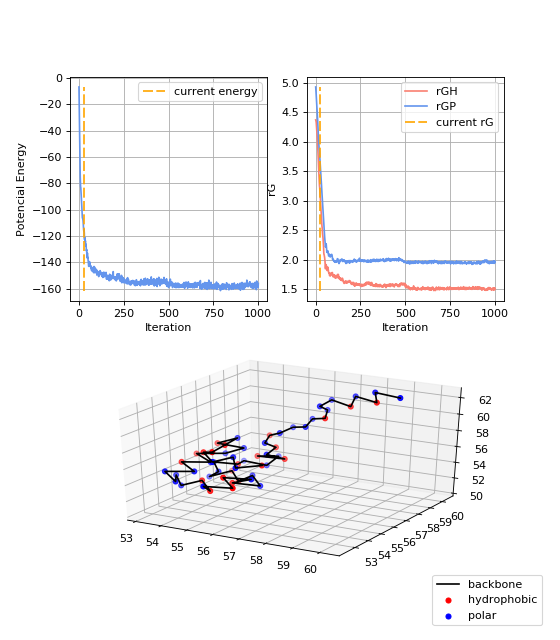 0
−20
−40
−60
−80
−100
−120
−140
−160
Potencial Energy
0 250 500 750 1000
Iteration
current energy
5.0
4.5
4.0
3.5
3.0
2.5
2.0
1.5
rG
0 250 500 750 1000
Iteration
rGH
rGP
current rG
53 54 55 56 57 58 59 60
53 54 55 56 57 58 59 60
50 52 54 56 58 60 62
backbone
hydrophobic
polar